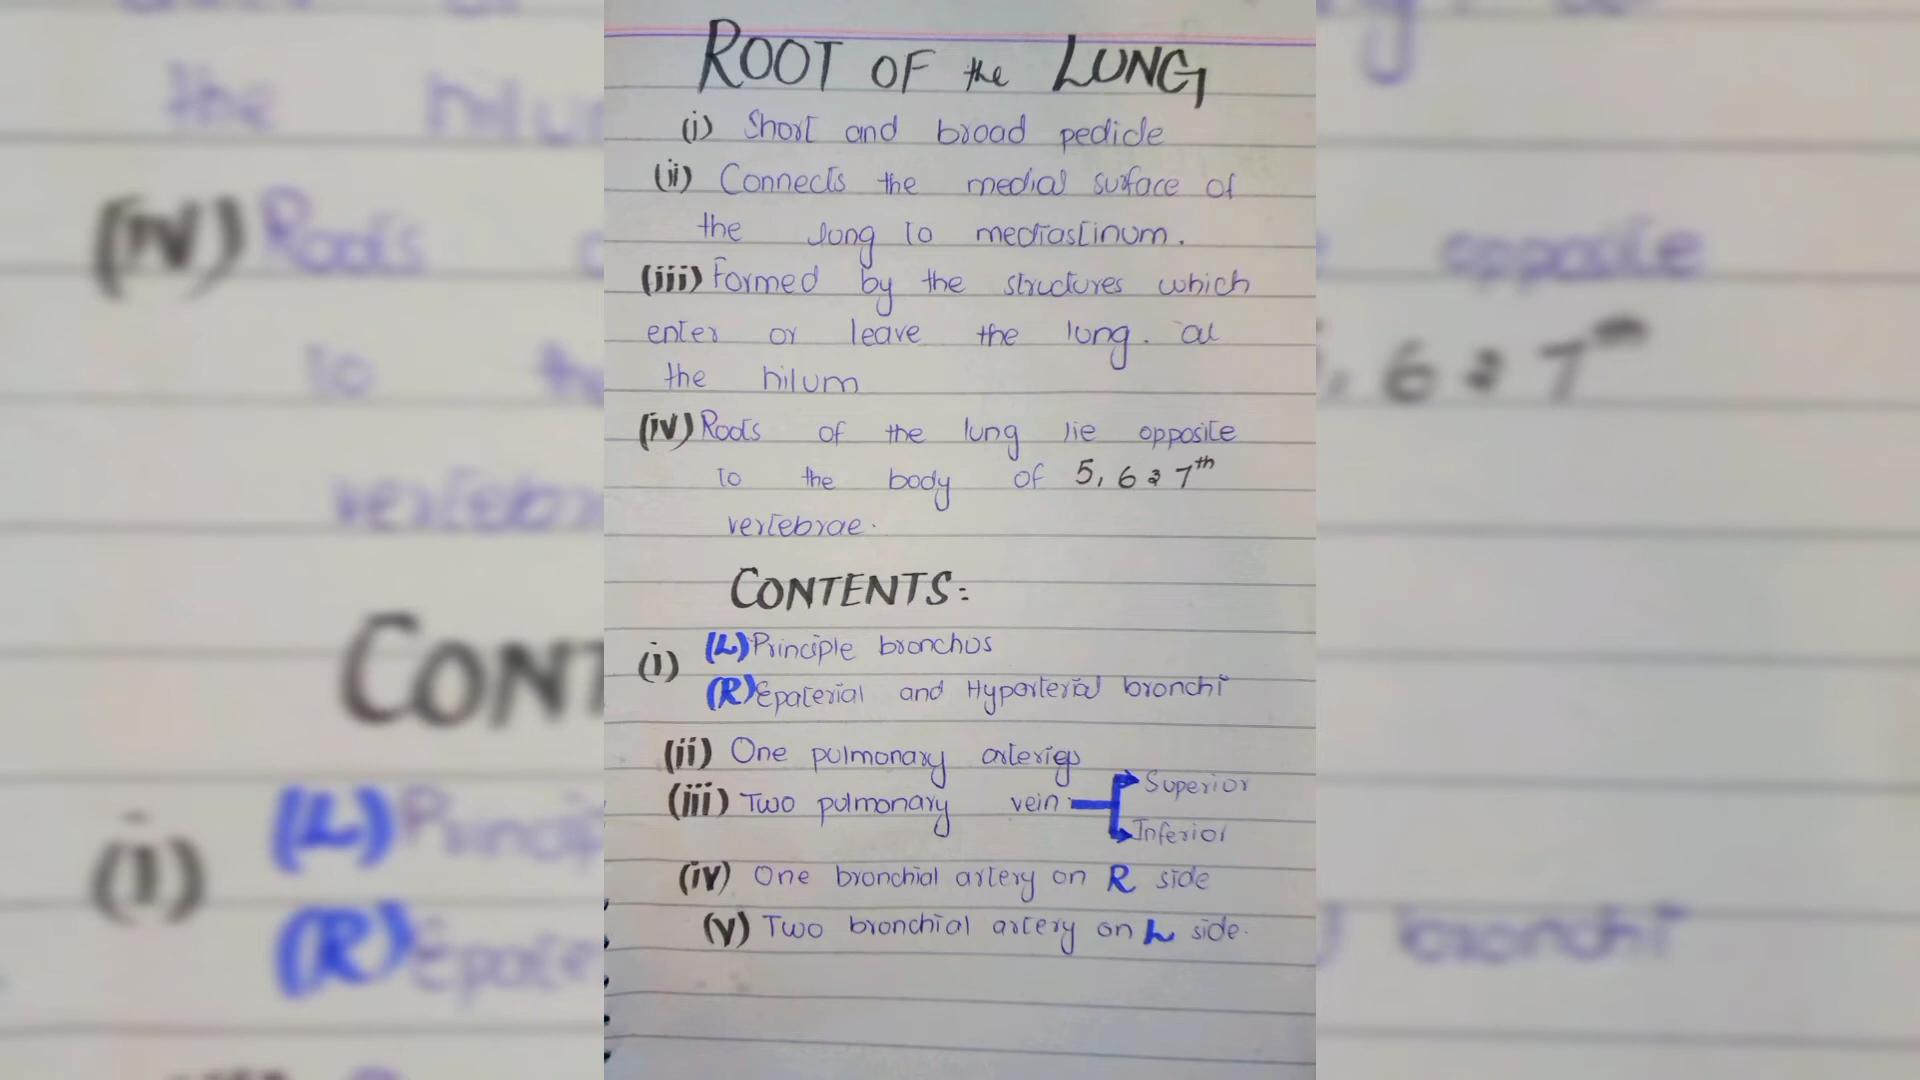 ROOT OF the LUNG
(i) Short and broad pedicle
(ii) Connects the medial surface of
the lung to mediastinum.
(iii) Formed by the structures which
enter or leave the lung. at
the hilum
(iv) Roots of the lung lie opposite
to the body of 5, 6 & 7th
vertebrae.
CONTENTS:
(i) (L) Principle bronchus
(R) Epaterial and Hyparterial bronchi
(ii) One pulmonary arteries
(iii) Two pulmonary vein Superior
Inferior
(iv) One bronchial artery on R side
(v) Two bronchial artery on L side.